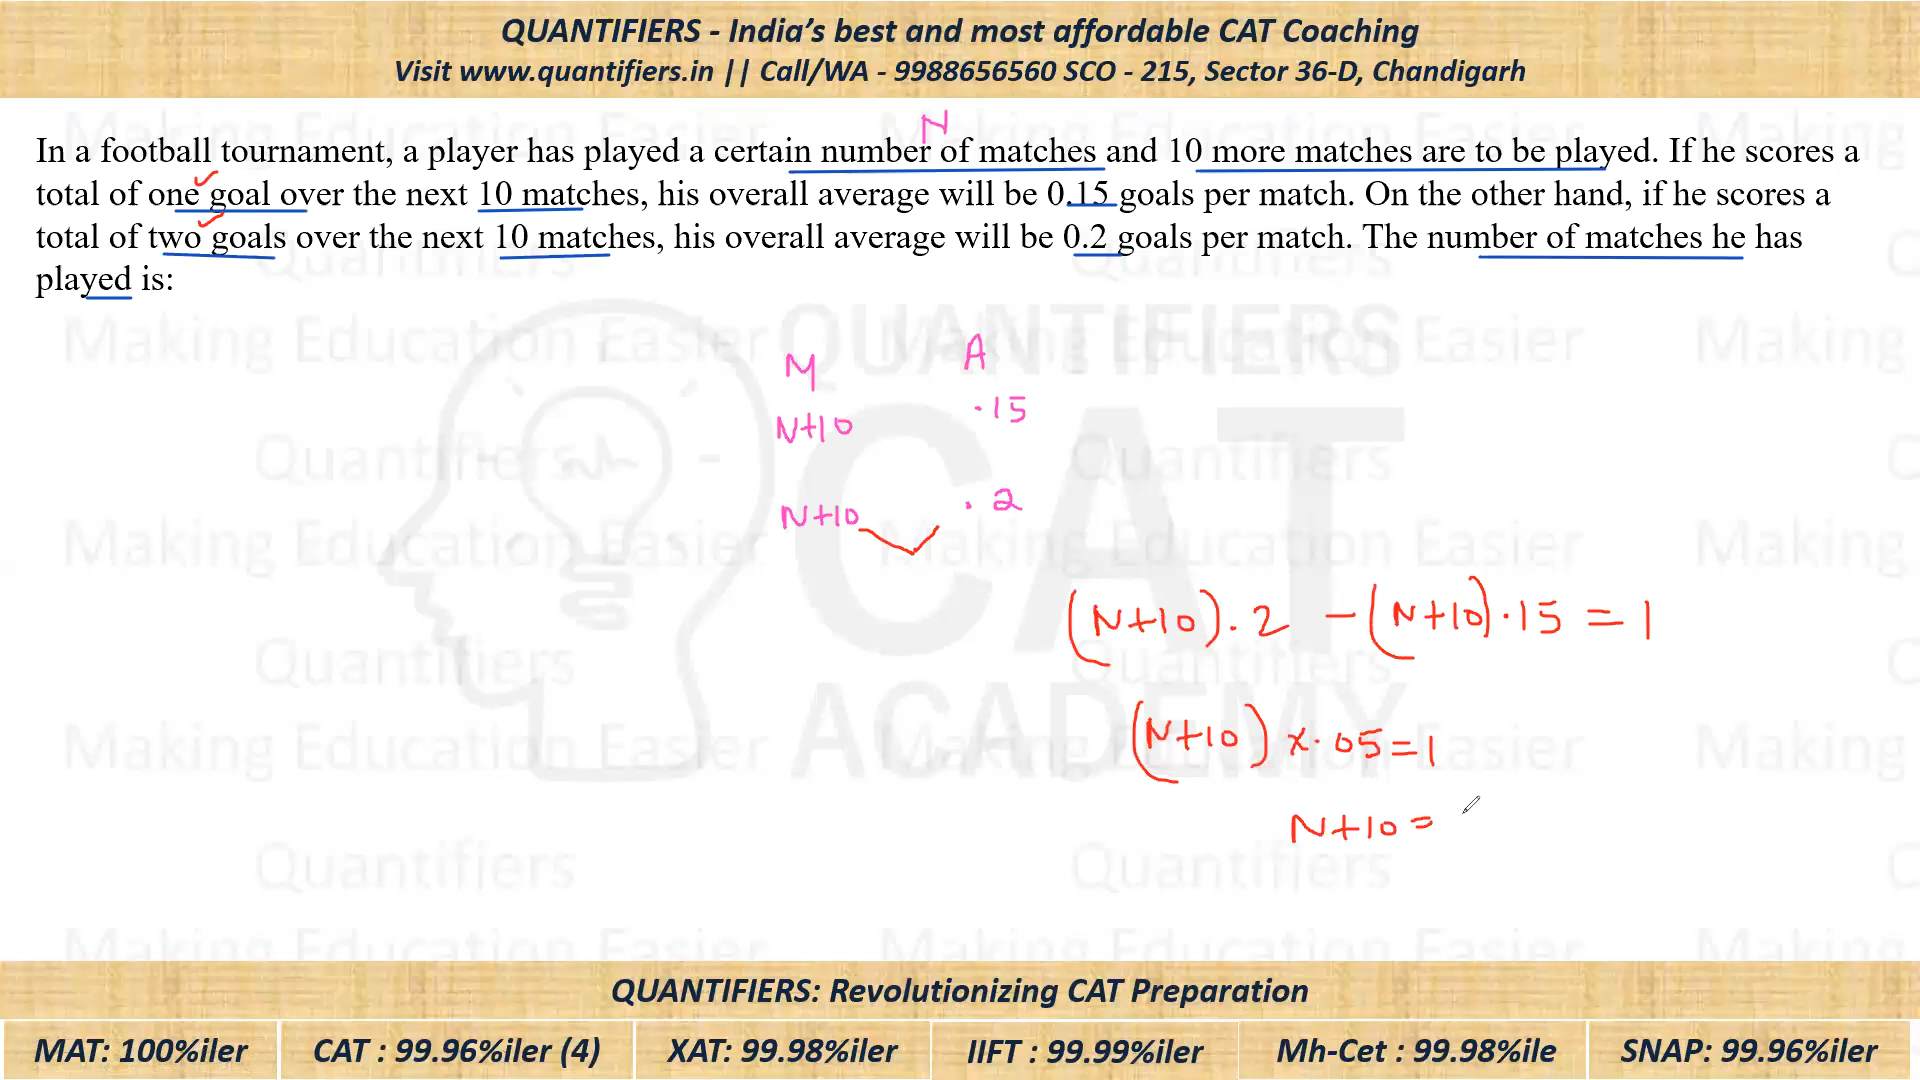 QUANTIFIERS - India's best and most affordable CAT Coaching
Visit www.quantifiers.in || Call/WA - 9988656560 SCO - 215, Sector 36-D, Chandigarh
N
In a football tournament, a player has played a certain number of matches and 10 more matches are to be played. If he scores a
total of one goal over the next 10 matches, his overall average will be 0.15 goals per match. On the other hand, if he scores a
total of two goals over the next 10 matches, his overall average will be 0.2 goals per match. The number of matches he has
played is:
M A
N+10 .15
N+10 .2
(N+10).2 - (N+10).15 = 1
(N+10) x .05 = 1
N+10 =
QUANTIFIERS
CAT
ACADEMY
Making Education Easier
Quantifiers
QUANTIFIERS: Revolutionizing CAT Preparation
MAT: 100%iler CAT : 99.96%iler (4) XAT: 99.98%iler IIFT : 99.99%iler Mh-Cet : 99.98%ile SNAP: 99.96%iler